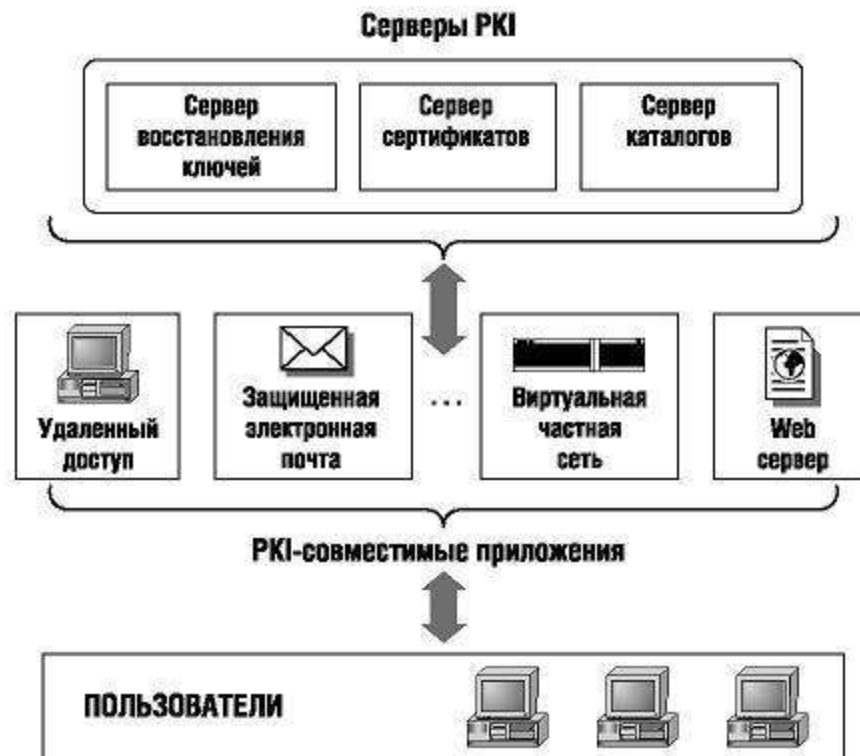 Серверы PKI
Сервер
восстановления
ключей
Сервер
сертификатов
Сервер
каталогов
Удаленный
доступ
Защищенная
электронная
почта
...
Виртуальная
частная
сеть
Web
сервер
PKI-совместимые приложения
ПОЛЬЗОВАТЕЛИ